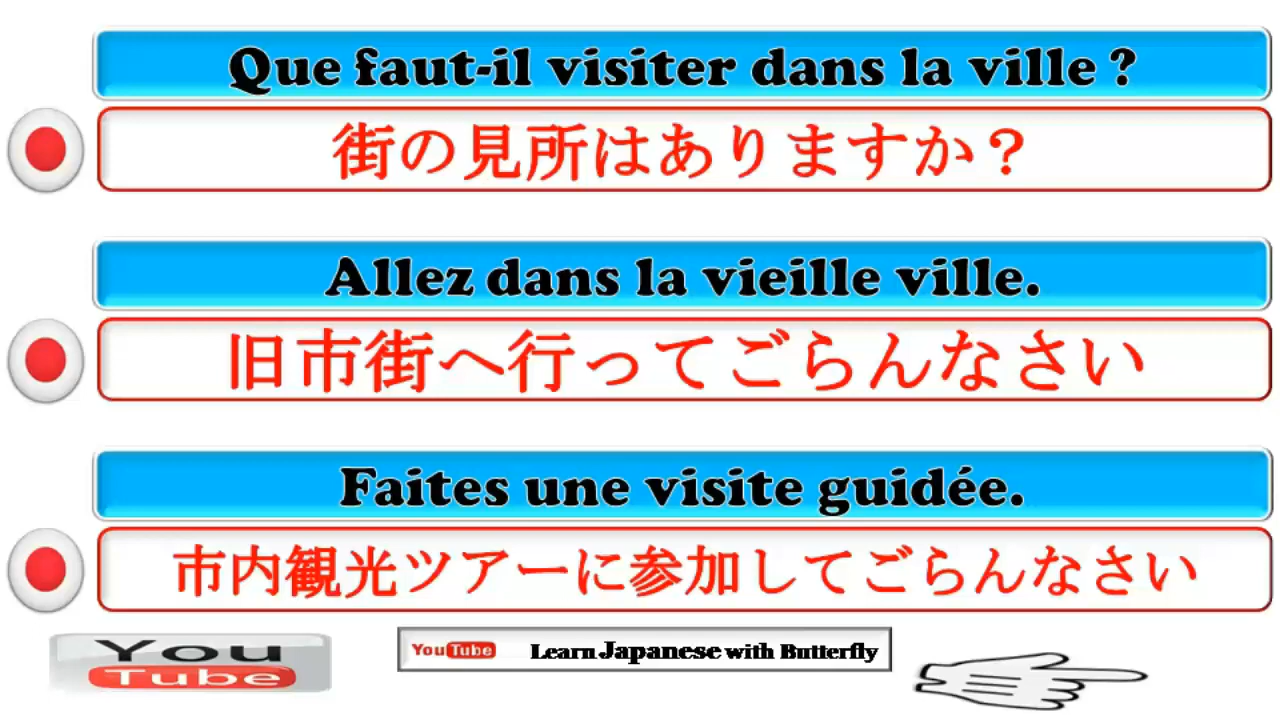 Que faut-il visiter dans la ville ?
街の見所はありますか？
Allez dans la vieille ville.
旧市街へ行ってごらんなさい
Faites une visite guidée.
市内観光ツアーに参加してごらんなさい
You
Tube
YouTube Learn Japanese with Butterfly